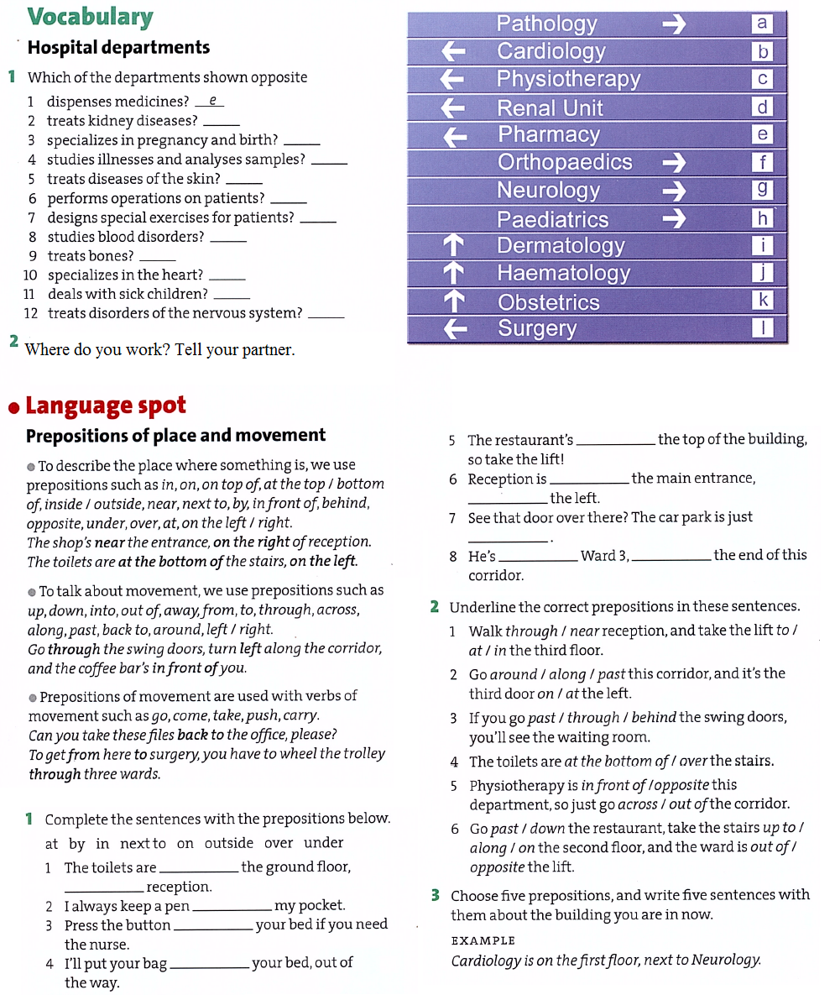 Vocabulary
Hospital departments
1 Which of the departments shown opposite
1 dispenses medicines? __e__
2 treats kidney diseases? _____
3 specializes in pregnancy and birth? _____
4 studies illnesses and analyses samples? _____
5 treats diseases of the skin? _____
6 performs operations on patients? _____
7 designs special exercises for patients? _____
8 studies blood disorders? _____
9 treats bones? _____
10 specializes in the heart? _____
11 deals with sick children? _____
12 treats disorders of the nervous system? _____
2 Where do you work? Tell your partner.
Pathology → a
← Cardiology b
← Physiotherapy c
← Renal Unit d
← Pharmacy e
Orthopaedics → f
Neurology → g
Paediatrics → h
↑ Dermatology i
↑ Haematology j
↑ Obstetrics k
← Surgery l
• Language spot
Prepositions of place and movement
● To describe the place where something is, we use
prepositions such as in, on, on top of, at the top / bottom
of, inside / outside, near, next to, by, in front of, behind,
opposite, under, over, at, on the left / right.
The shop's near the entrance, on the right of reception.
The toilets are at the bottom of the stairs, on the left.
● To talk about movement, we use prepositions such as
up, down, into, out of, away, from, to, through, across,
along, past, back to, around, left / right.
Go through the swing doors, turn left along the corridor,
and the coffee bar's in front of you.
● Prepositions of movement are used with verbs of
movement such as go, come, take, push, carry.
Can you take these files back to the office, please?
To get from here to surgery, you have to wheel the trolley
through three wards.
1 Complete the sentences with the prepositions below.
at by in next to on outside over under
1 The toilets are __________ the ground floor,
__________ reception.
2 I always keep a pen __________ my pocket.
3 Press the button __________ your bed if you need
the nurse.
4 I'll put your bag __________ your bed, out of
the way.
5 The restaurant's __________ the top of the building,
so take the lift!
6 Reception is __________ the main entrance,
__________ the left.
7 See that door over there? The car park is just
__________.
8 He's __________ Ward 3, __________ the end of this
corridor.
2 Underline the correct prepositions in these sentences.
1 Walk through / near reception, and take the lift to /
at / in the third floor.
2 Go around / along / past this corridor, and it's the
third door on / at the left.
3 If you go past / through / behind the swing doors,
you'll see the waiting room.
4 The toilets are at the bottom of / over the stairs.
5 Physiotherapy is in front of / opposite this
department, so just go across / out of the corridor.
6 Go past / down the restaurant, take the stairs up to /
along / on the second floor, and the ward is out of /
opposite the lift.
3 Choose five prepositions, and write five sentences with
them about the building you are in now.
EXAMPLE
Cardiology is on the first floor, next to Neurology.